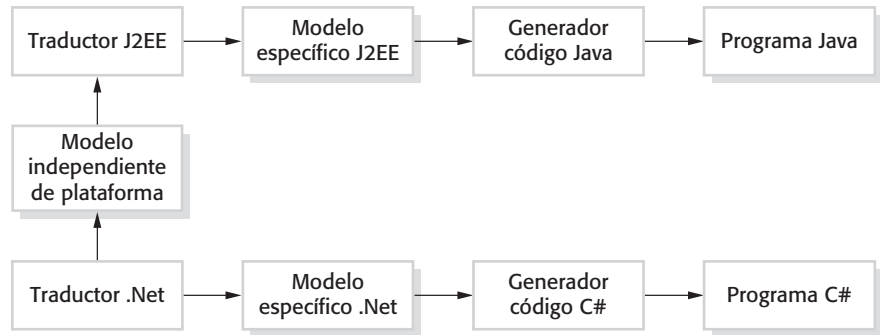 Traductor J2EE
Modelo
específico J2EE
Generador
código Java
Programa Java
Modelo
independiente
de plataforma
Traductor .Net
Modelo
específico .Net
Generador
código C#
Programa C#